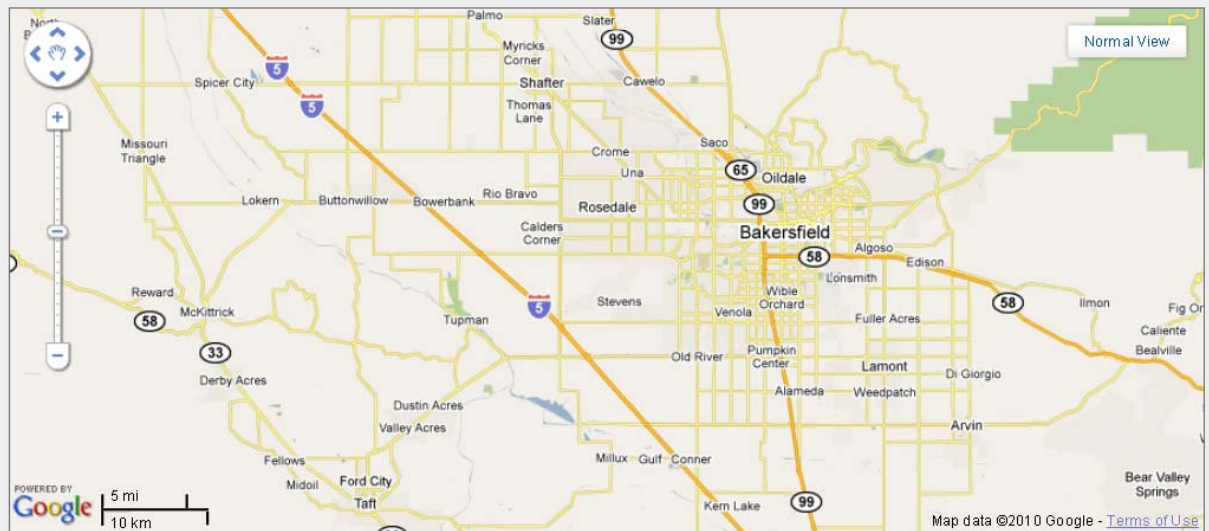 North
Palmo
Slater
99
Normal View
Myricks
Corner
5
Spicer City
Shafter
Cawelo
5
Thomas
Lane
Missouri
Triangle
Saco
Crome
65
Oildale
Una
Lokern
Buttonwillow
Bowerbank
Rio Bravo
Rosedale
99
Calders
Corner
Bakersfield
Algoso
58
Edison
Lonsmith
Reward
McKittrick
58
Stevens
5
Wible
Orchard
Venola
58
Ilmon
Fig Or
Tupman
Fuller Acres
Caliente
Bealville
33
Old River
Pumpkin
Center
Lamont
Di Giorgio
Derby Acres
Alameda
Weedpatch
Dustin Acres
Valley Acres
Arvin
Fellows
Millux
Gulf
Conner
Midoil
Ford City
Taft
Bear Valley
Springs
Kern Lake
99
POWERED BY
Google
5 mi
10 km
Map data ©2010 Google - Terms of Use